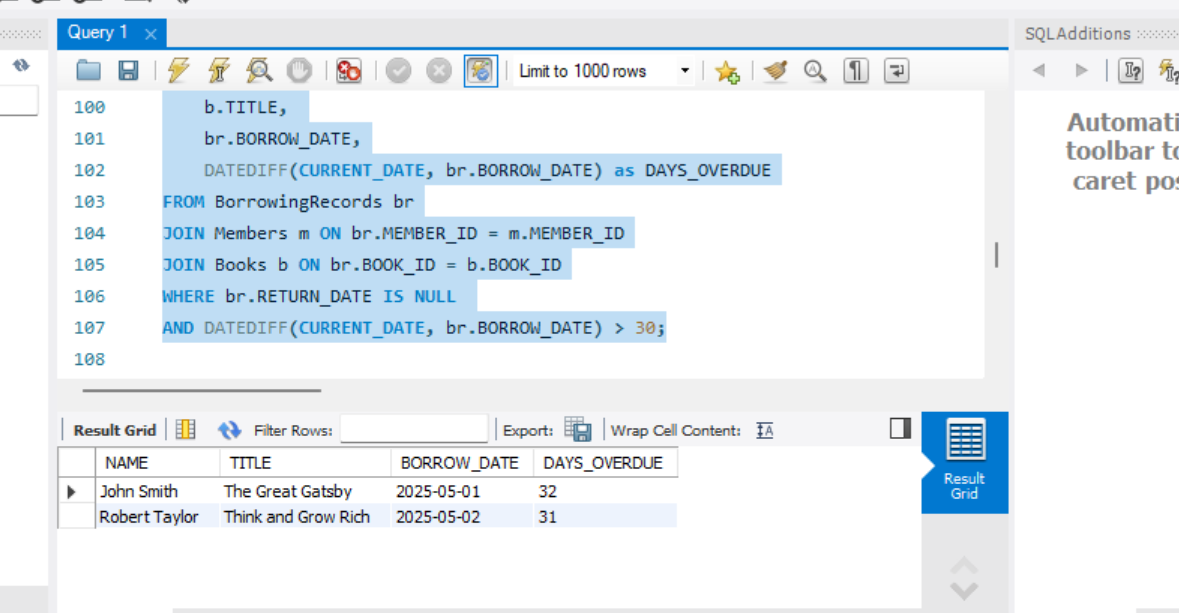 Query 1
SQLAdditions
Limit to 1000 rows
100 b.TITLE,
101 br.BORROW_DATE,
102 DATEDIFF(CURRENT_DATE, br.BORROW_DATE) as DAYS_OVERDUE
103 FROM BorrowingRecords br
104 JOIN Members m ON br.MEMBER_ID = m.MEMBER_ID
105 JOIN Books b ON br.BOOK_ID = b.BOOK_ID
106 WHERE br.RETURN_DATE IS NULL
107 AND DATEDIFF(CURRENT_DATE, br.BORROW_DATE) > 30;
108
Automati
toolbar to
caret pos
Result Grid Filter Rows: Export: Wrap Cell Content:
NAME TITLE BORROW_DATE DAYS_OVERDUE
John Smith The Great Gatsby 2025-05-01 32
Robert Taylor Think and Grow Rich 2025-05-02 31
Result
Grid